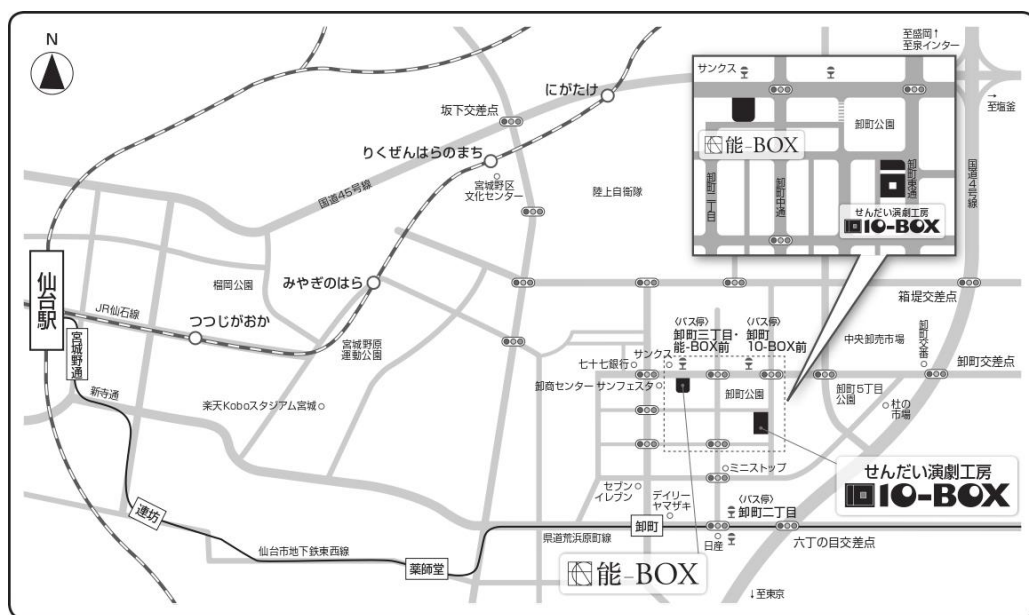 N
至盛岡↑
至泉インター
サンクス
→
至塩釜
にがたけ
坂下交差点
卸町公園
能-BOX
りくぜんはらのまち
宮城野区
文化センター
陸上自衛隊
国道45号線
国道4号線
卸町二丁目
卸町中通
卸町東通
せんだい演劇工房
10-BOX
仙台駅
榴岡公園
みやぎのはら
箱堤交差点
JR仙石線
つつじがおか
宮城野原
運動公園
宮城野通
〈バス停〉
卸町三丁目・
能-BOX前
〈バス停〉
卸町
10-BOX前
中央卸売市場
卸町交番
卸町交差点
サンクス
七十七銀行
卸商センター サンフェスタ
卸町公園
卸町5丁目
公園
杜の
市場
新寺通
楽天Koboスタジアム宮城
ミニストップ
せんだい演劇工房
10-BOX
セブン
イレブン
デイリー
ヤマザキ
〈バス停〉
卸町二丁目
連坊
卸町
県道荒浜原町線
日産
六丁の目交差点
仙台市地下鉄東西線
薬師堂
能-BOX
↓至東京